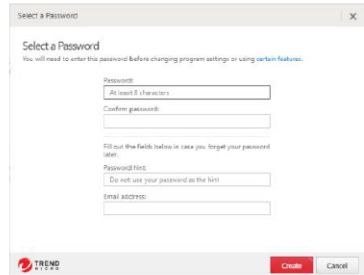 Select a Password
Select a Password
You will need to enter this password before changing program settings or using certain features.
Password:
At least 8 characters
Confirm password:
Fill out the fields below in case you forget your password
later.
Password hint:
Do not use your password as the hint
Email address:
TREND
MICRO
Create
Cancel